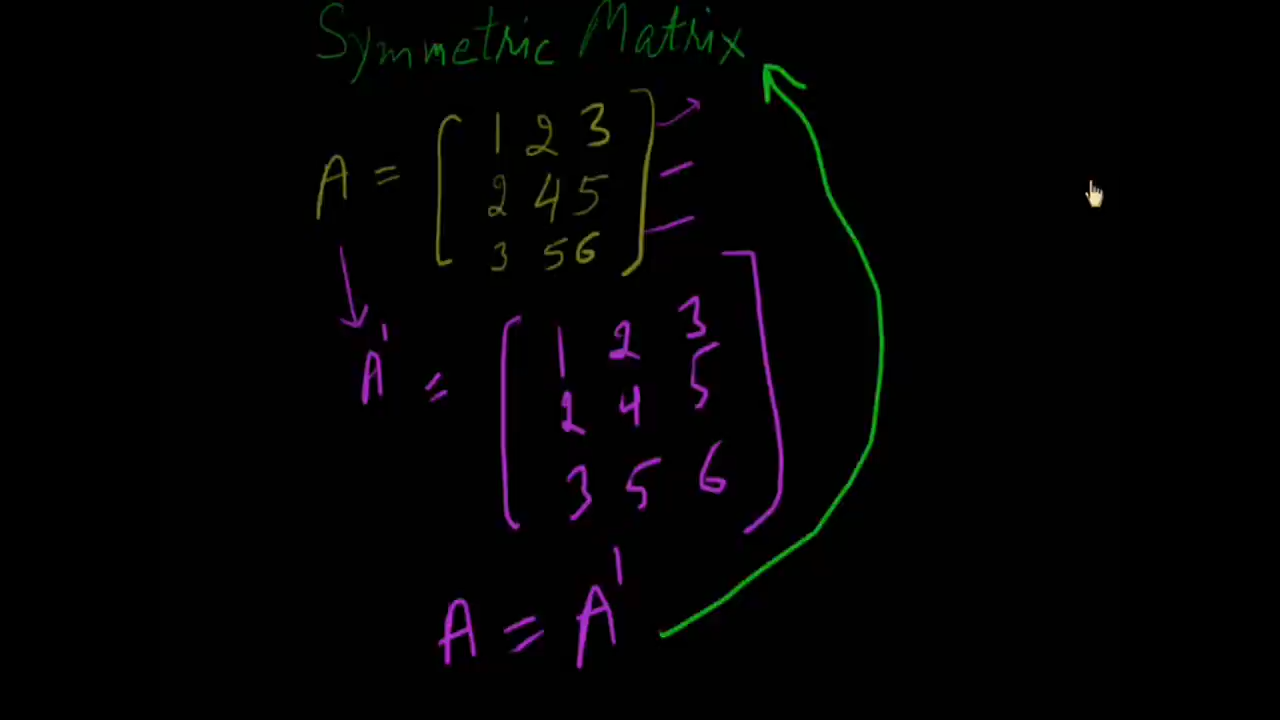 Symmetric Matrix
A = [ 1 2 3
2 4 5
3 5 6 ]
A' = [ 1 2 3
2 4 5
3 5 6 ]
A = A'